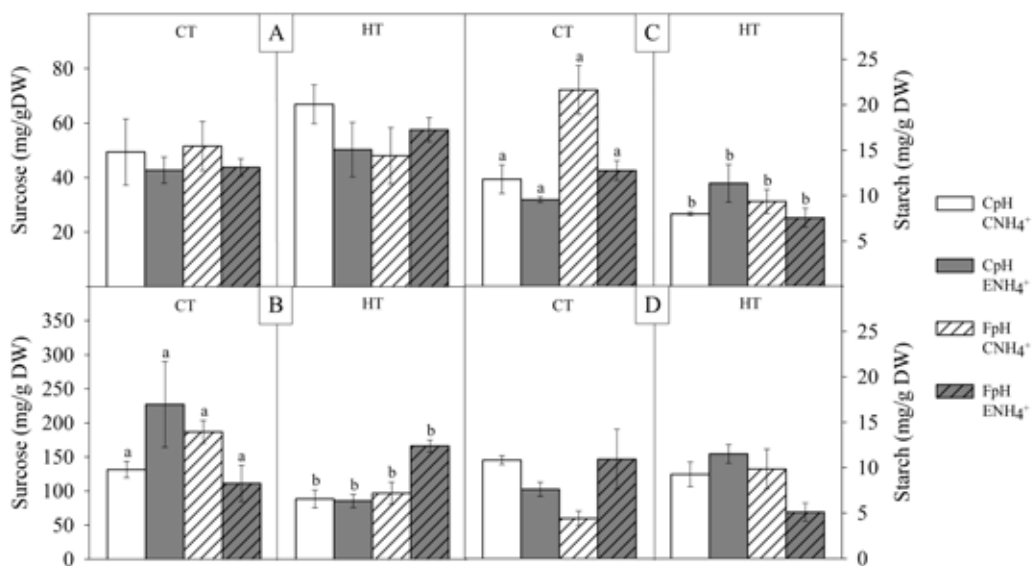 CT A HT CT C HT
Surcose (mg/gDW)
80
60
40
20
a
a
a
a
b
b
b
b
25
20
15
10
5
Starch (mg/g DW)
CT B HT CT D HT
Surcose (mg/g DW)
350
300
250
200
150
100
50
0
a
a
a
a
b
b
b
b
25
20
15
10
5
0
Starch (mg/g DW)
CpH
CNH₄⁺
CpH
ENH₄⁺
FpH
CNH₄⁺
FpH
ENH₄⁺